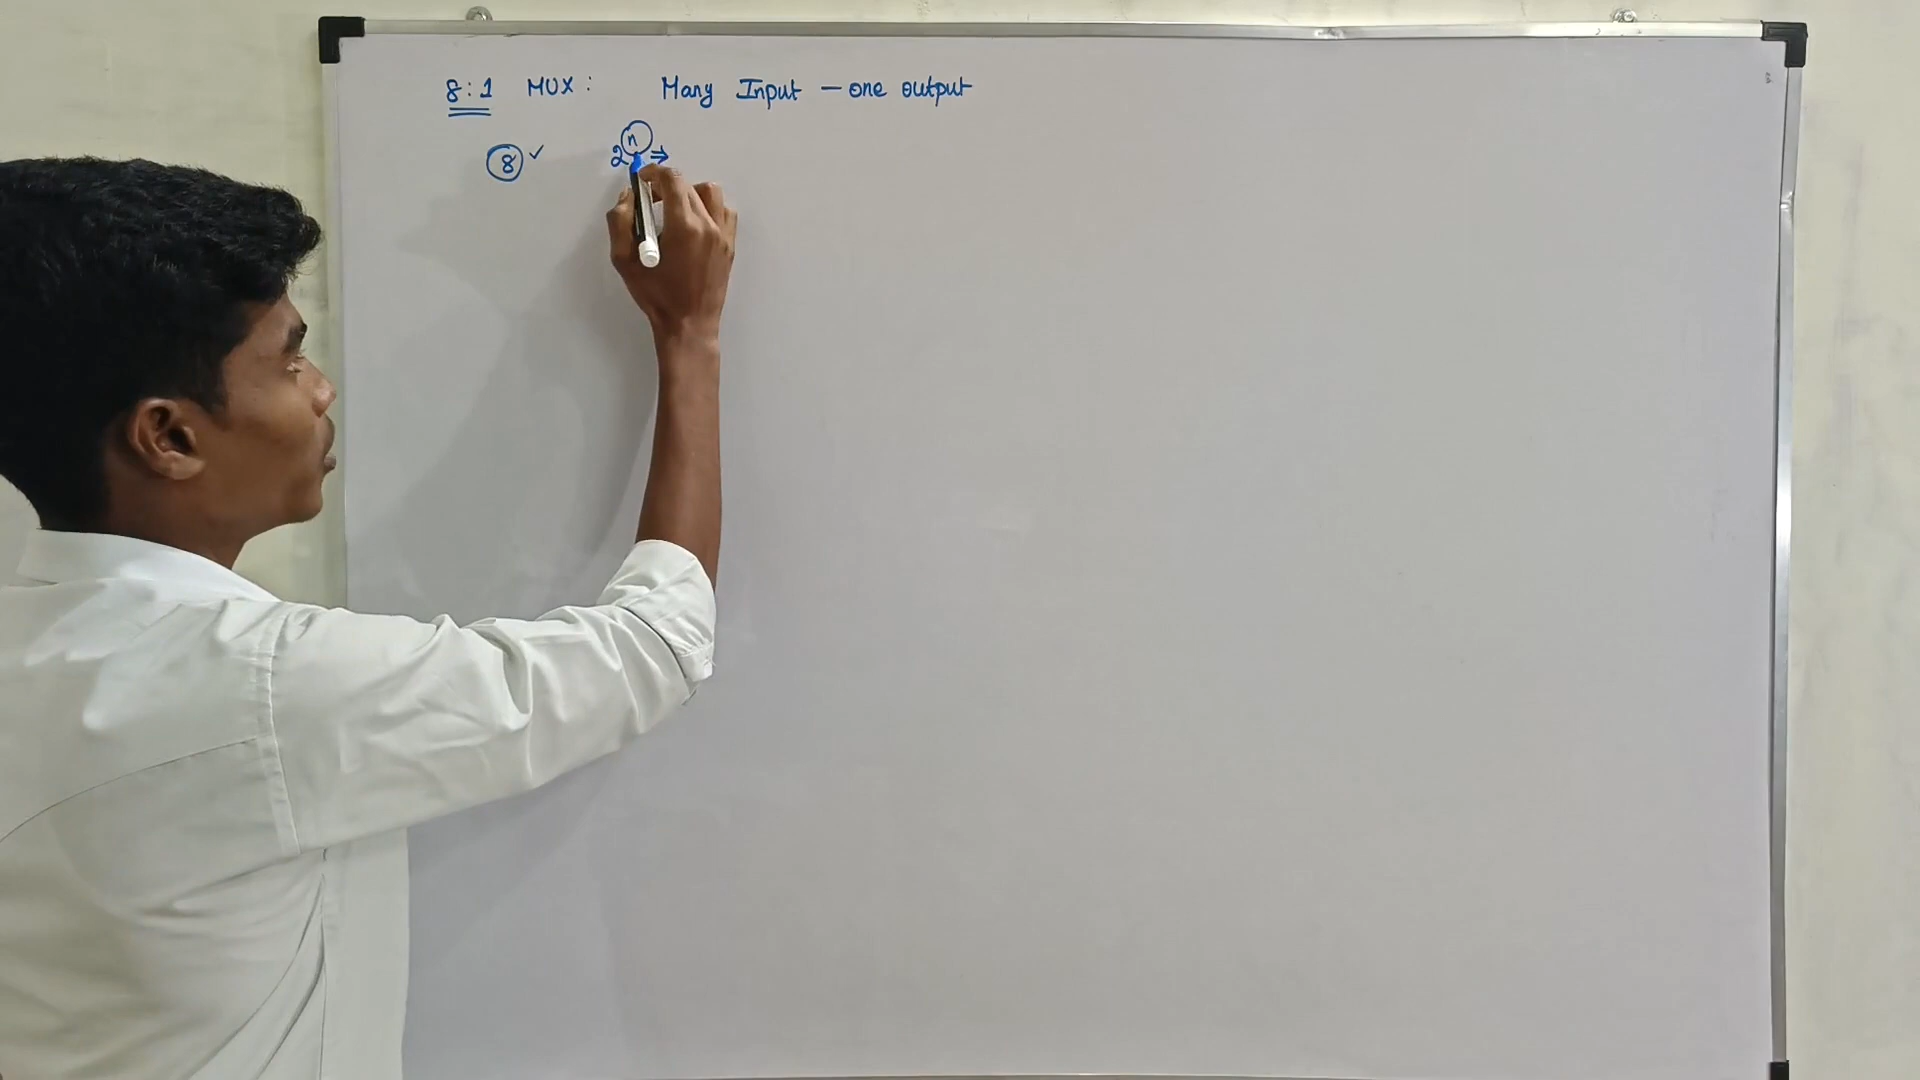 8:1 MUX : Many Input – one output
8 ✓ 2ⁿ ⇒